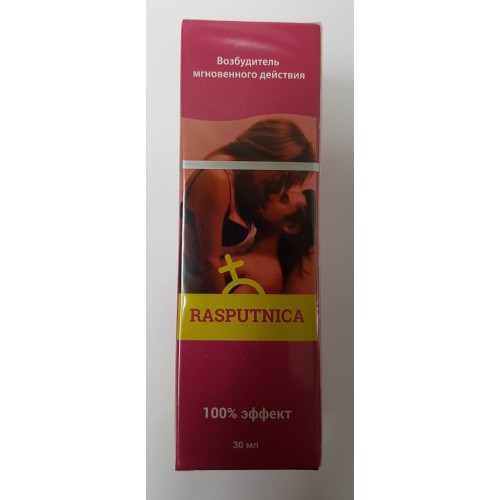 Возбудитель
мгновенного действия
RASPUTNICA
100% эффект
30 мл